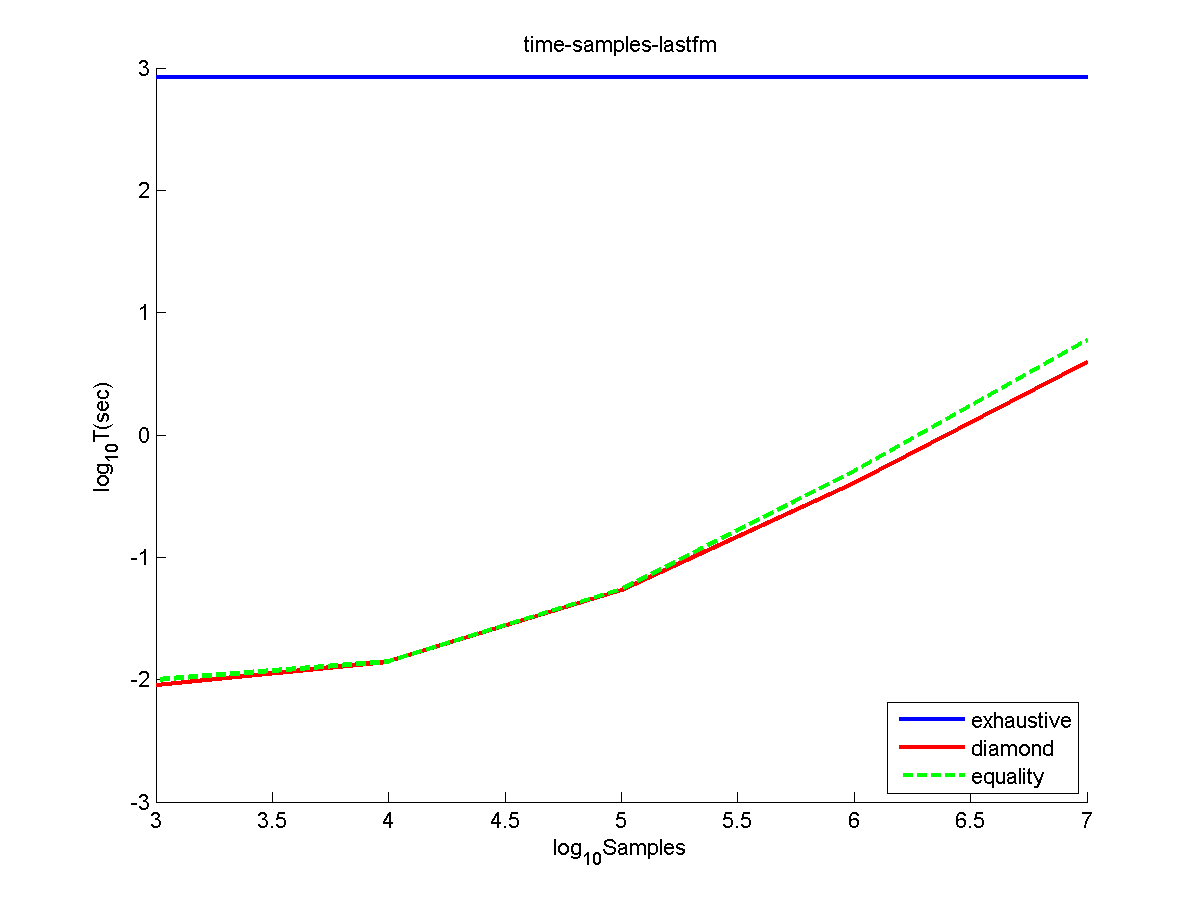 time-samples-lastfm
3
2
1
0
-1
-2
-3
log10T(sec)
3 3.5 4 4.5 5 5.5 6 6.5 7
log10Samples
exhaustive
diamond
equality